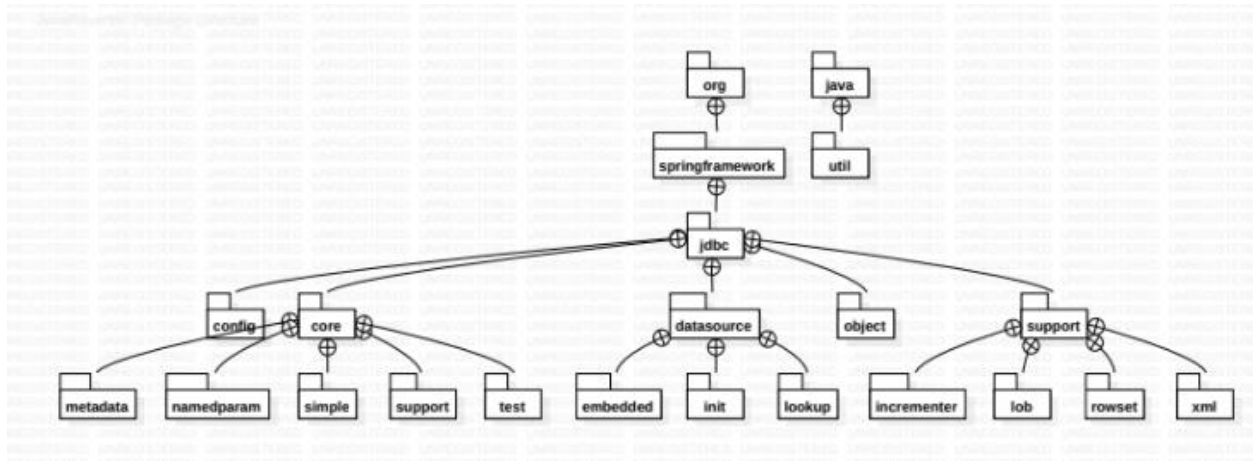 org java
springframework util
jdbc
config core datasource object support
metadata namedparam simple support test embedded init lookup incrementer lob rowset xml